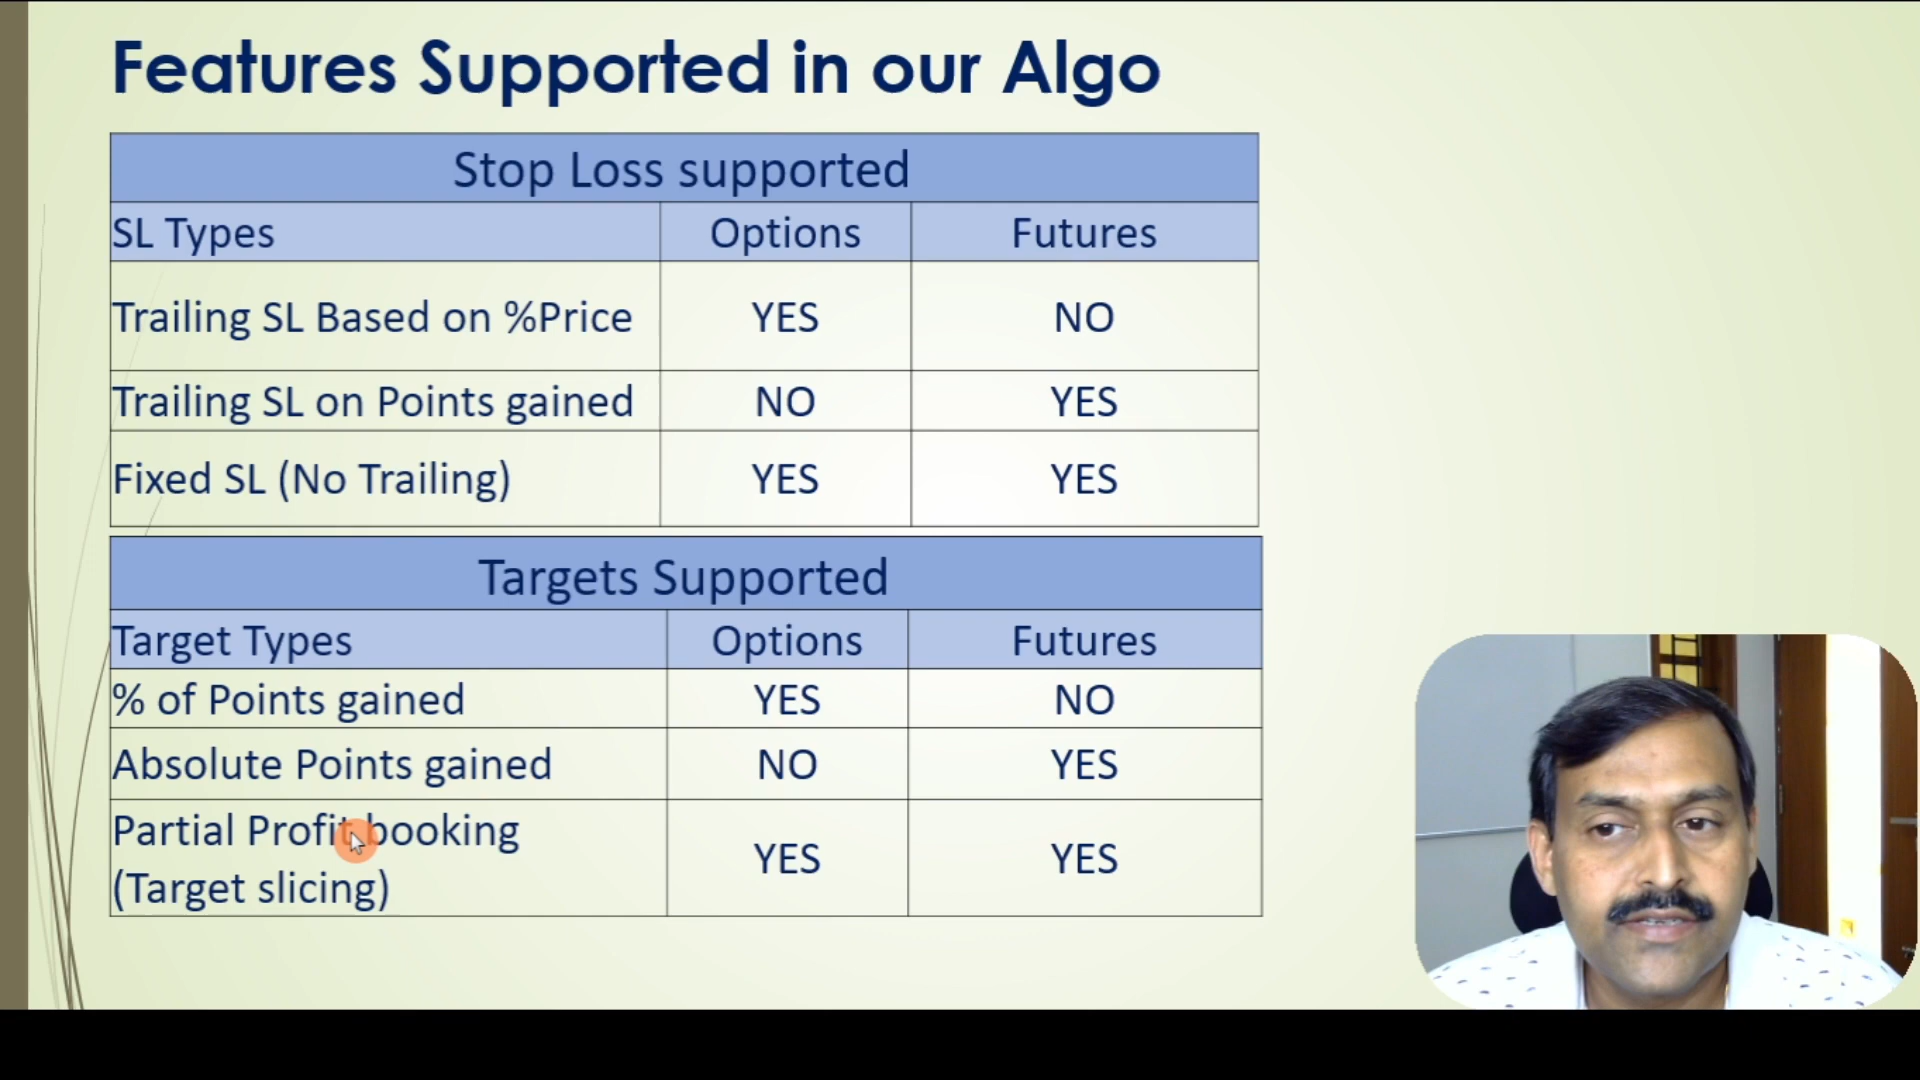 Features Supported in our Algo
Stop Loss supported
SL Types Options Futures
Trailing SL Based on %Price YES NO
Trailing SL on Points gained NO YES
Fixed SL (No Trailing) YES YES
Targets Supported
Target Types Options Futures
% of Points gained YES NO
Absolute Points gained NO YES
Partial Profit booking
(Target slicing) YES YES